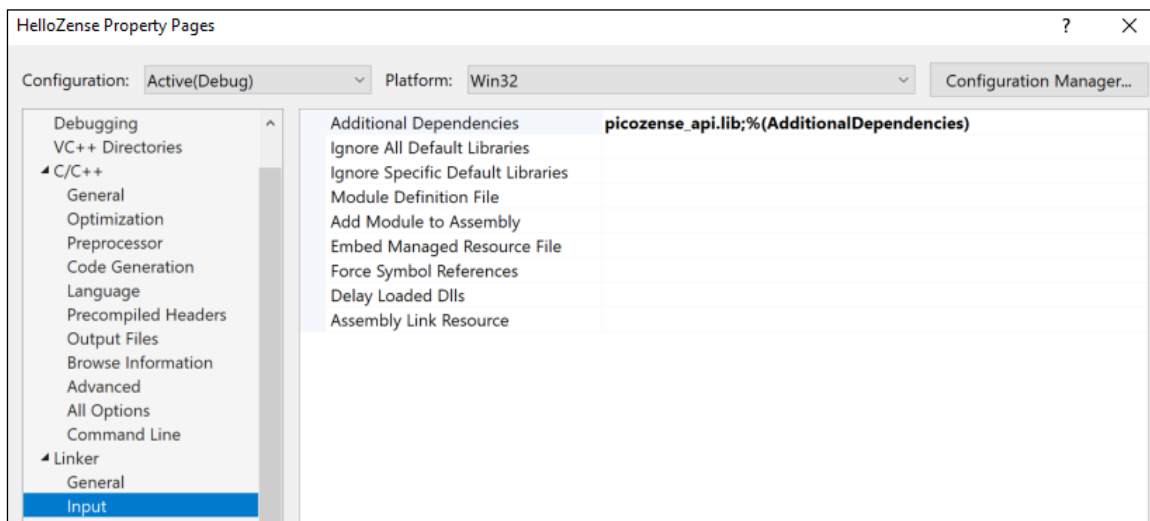 HelloZense Property Pages
Configuration: Active(Debug) Platform: Win32 Configuration Manager...
Debugging
VC++ Directories
C/C++
General
Optimization
Preprocessor
Code Generation
Language
Precompiled Headers
Output Files
Browse Information
Advanced
All Options
Command Line
Linker
General
Input
Additional Dependencies picozense_api.lib;%(AdditionalDependencies)
Ignore All Default Libraries
Ignore Specific Default Libraries
Module Definition File
Add Module to Assembly
Embed Managed Resource File
Force Symbol References
Delay Loaded Dlls
Assembly Link Resource